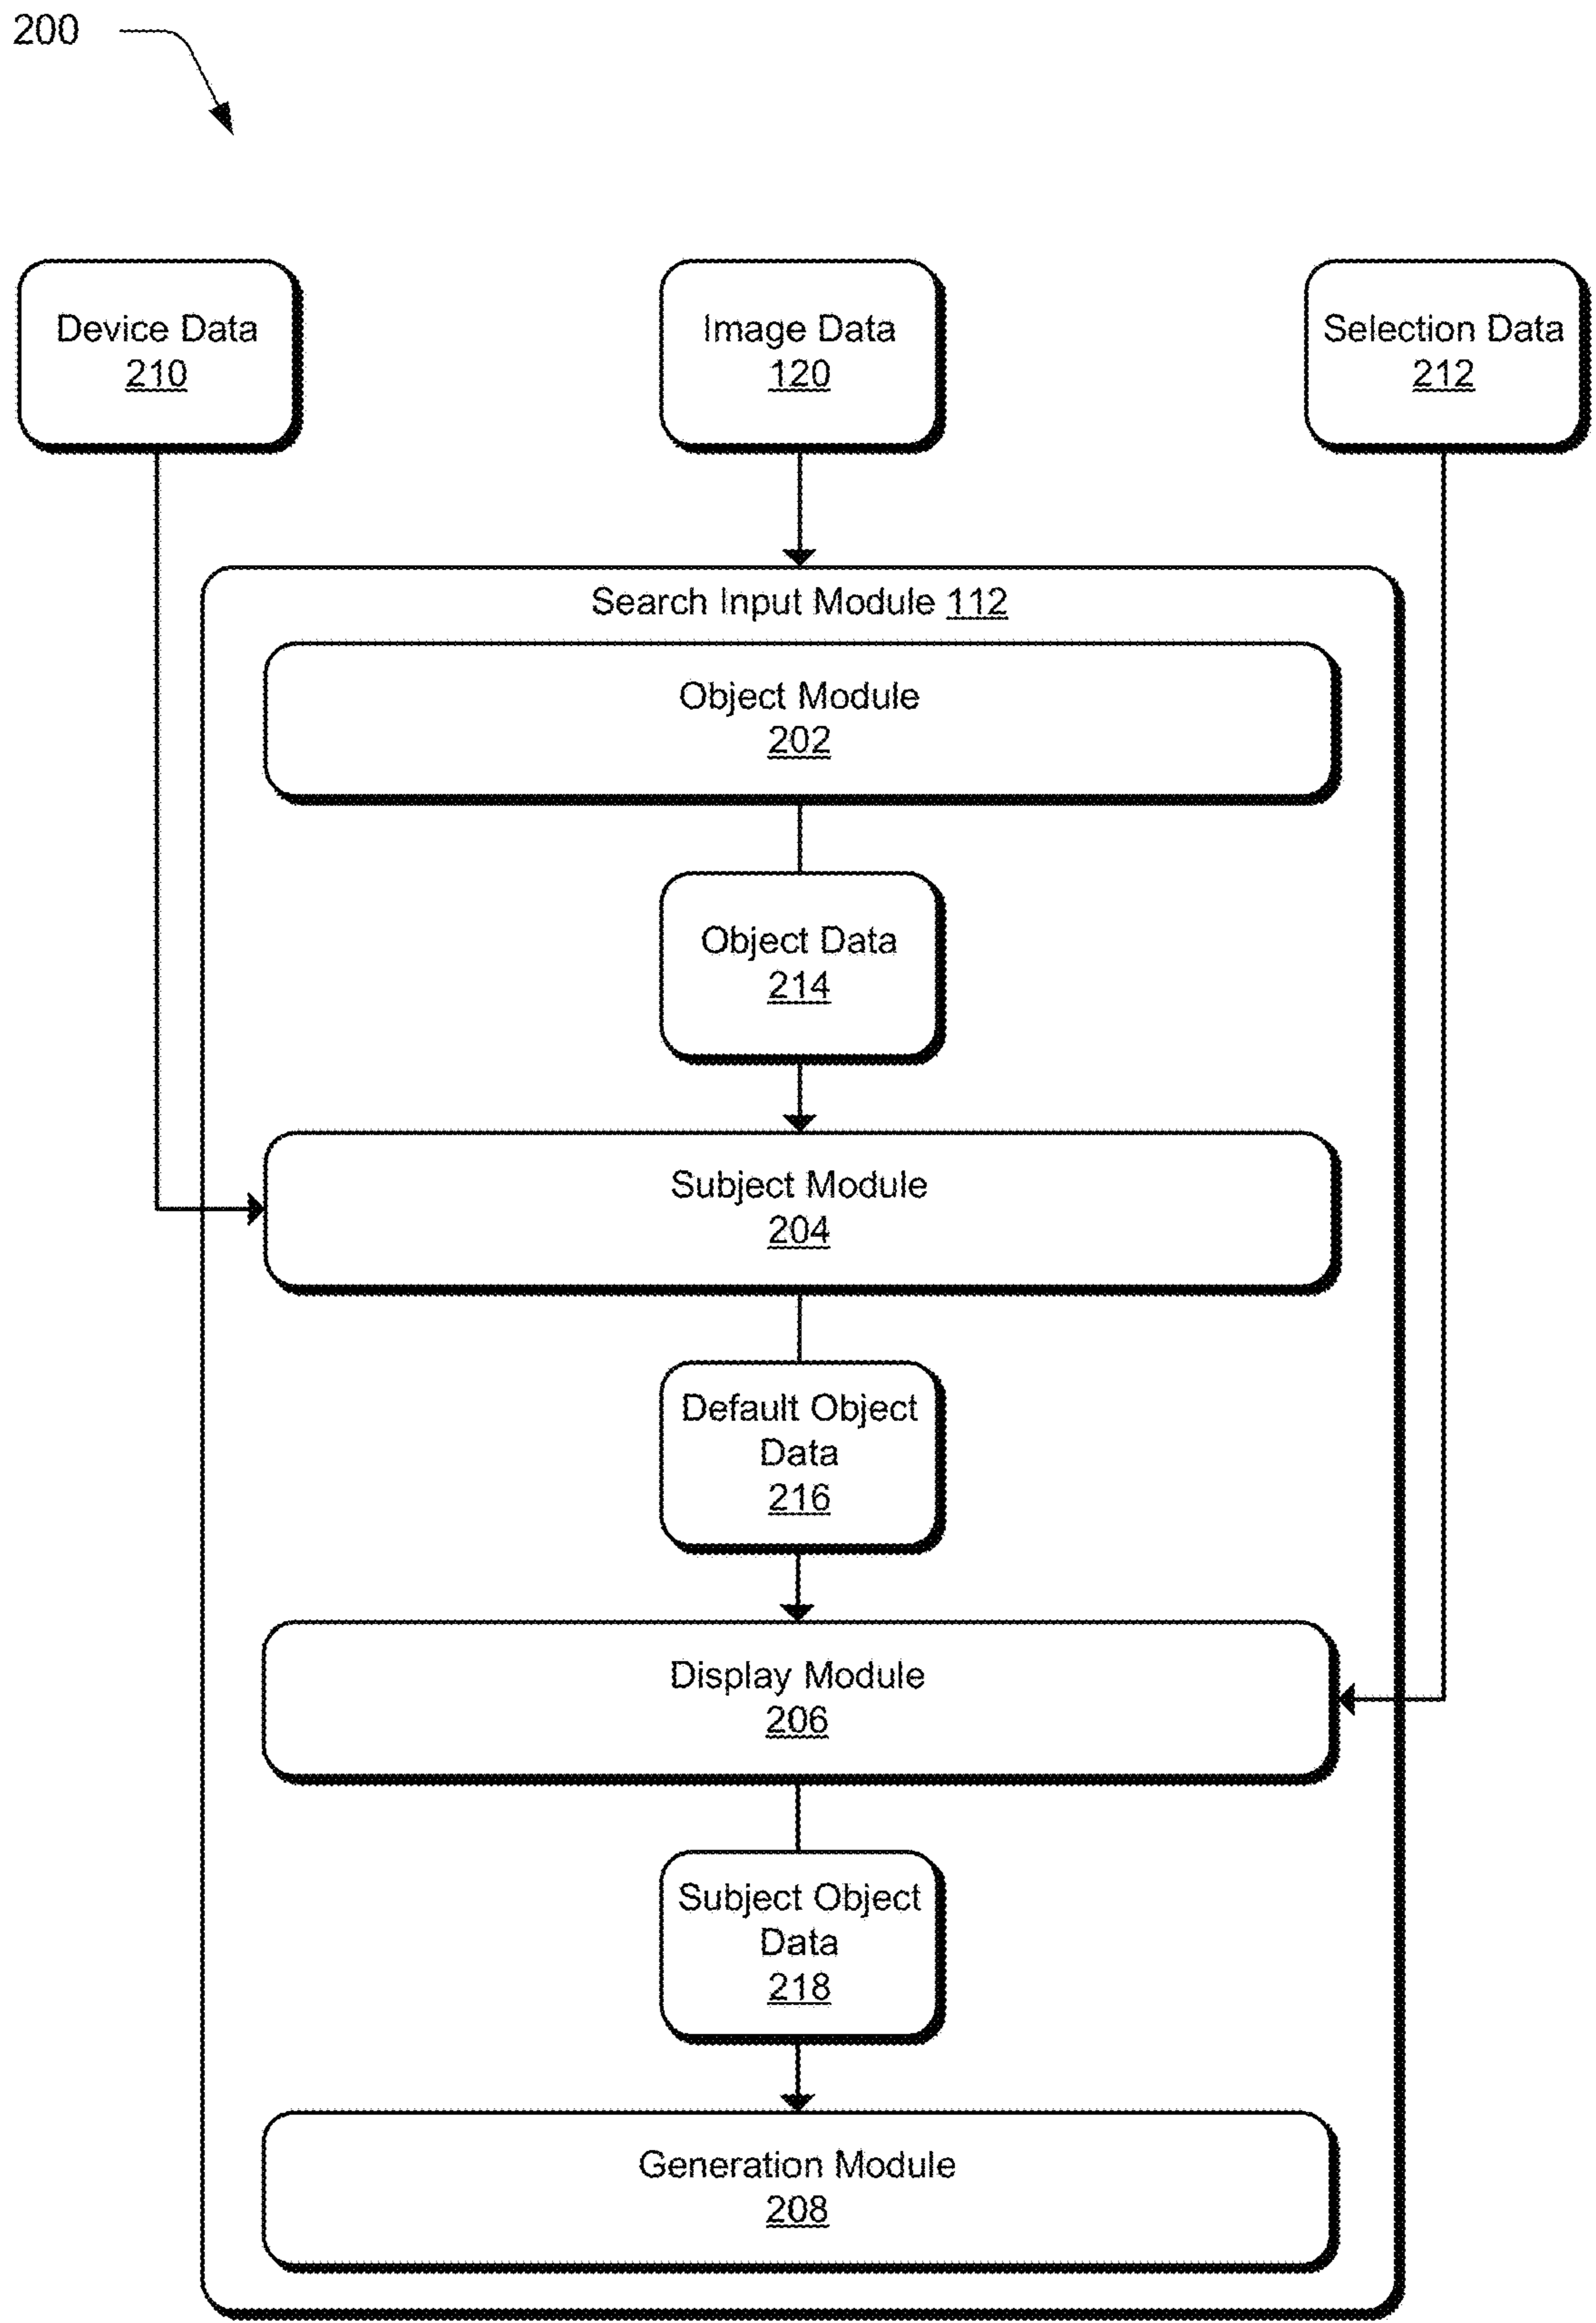 200
Device Data
210
Image Data
120
Selection Data
212
Search Input Module 112
Object Module
202
Object Data
214
Subject Module
204
Default Object
Data
216
Display Module
206
Subject Object
Data
218
Generation Module
208